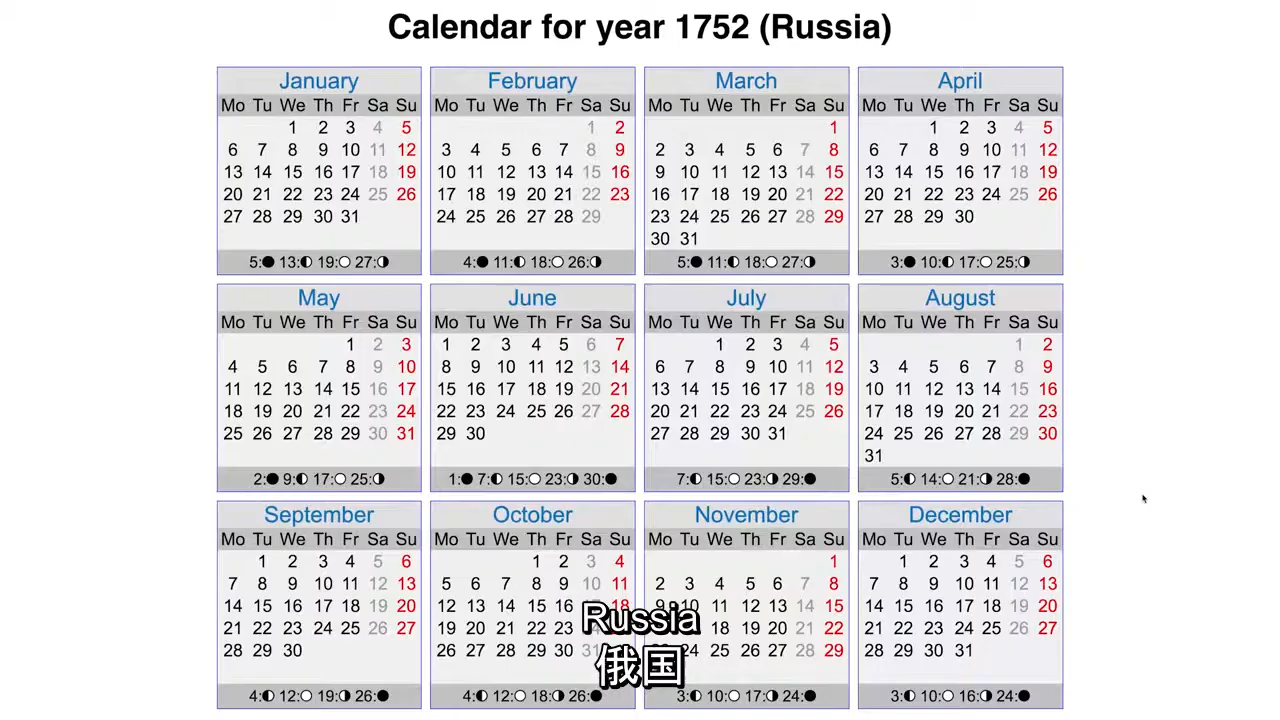 Calendar for year 1752 (Russia)
January February March April
Mo Tu We Th Fr Sa Su Mo Tu We Th Fr Sa Su Mo Tu We Th Fr Sa Su Mo Tu We Th Fr Sa Su
1 2 3 4 5 1 2 1 1 2 3 4 5
6 7 8 9 10 11 12 3 4 5 6 7 8 9 2 3 4 5 6 7 8 6 7 8 9 10 11 12
13 14 15 16 17 18 19 10 11 12 13 14 15 16 9 10 11 12 13 14 15 13 14 15 16 17 18 19
20 21 22 23 24 25 26 17 18 19 20 21 22 23 16 17 18 19 20 21 22 20 21 22 23 24 25 26
27 28 29 30 31 24 25 26 27 28 29 23 24 25 26 27 28 29 27 28 29 30
30 31
5:● 13:◐ 19:○ 27:◑ 4:● 11:◐ 18:○ 26:◑ 5:● 11:◐ 18:○ 27:◑ 3:● 10:◐ 17:○ 25:◑
May June July August
Mo Tu We Th Fr Sa Su Mo Tu We Th Fr Sa Su Mo Tu We Th Fr Sa Su Mo Tu We Th Fr Sa Su
1 2 3 1 2 3 4 5 6 7 1 2 3 4 5 1 2
4 5 6 7 8 9 10 8 9 10 11 12 13 14 6 7 8 9 10 11 12 3 4 5 6 7 8 9
11 12 13 14 15 16 17 15 16 17 18 19 20 21 13 14 15 16 17 18 19 10 11 12 13 14 15 16
18 19 20 21 22 23 24 22 23 24 25 26 27 28 20 21 22 23 24 25 26 17 18 19 20 21 22 23
25 26 27 28 29 30 31 29 30 27 28 29 30 31 24 25 26 27 28 29 30
31
2:● 9:◐ 17:○ 25:◑ 1:● 7:◐ 15:○ 23:◑ 30:● 7:◐ 15:○ 23:◑ 29:● 5:◐ 14:○ 21:◑ 28:●
September October November December
Mo Tu We Th Fr Sa Su Mo Tu We Th Fr Sa Su Mo Tu We Th Fr Sa Su Mo Tu We Th Fr Sa Su
1 2 3 4 5 6 1 2 3 4 1 1 2 3 4 5 6
7 8 9 10 11 12 13 5 6 7 8 9 10 11 2 3 4 5 6 7 8 7 8 9 10 11 12 13
14 15 16 17 18 19 20 12 13 14 15 16 17 18 9 10 11 12 13 14 15 14 15 16 17 18 19 20
21 22 23 24 25 26 27 19 20 21 22 23 17 18 19 20 21 22 21 22 23 24 25 26 27
28 29 30 26 27 28 29 30 31 24 25 26 27 28 29 28 29 30 31
4:◐ 12:○ 19:◑ 26:● 4:◐ 12:○ 18:◑ 26:● 3:◐ 10:○ 17:◑ 24:● 3:◐ 10:○ 16:◑ 24:●
Russia
俄国